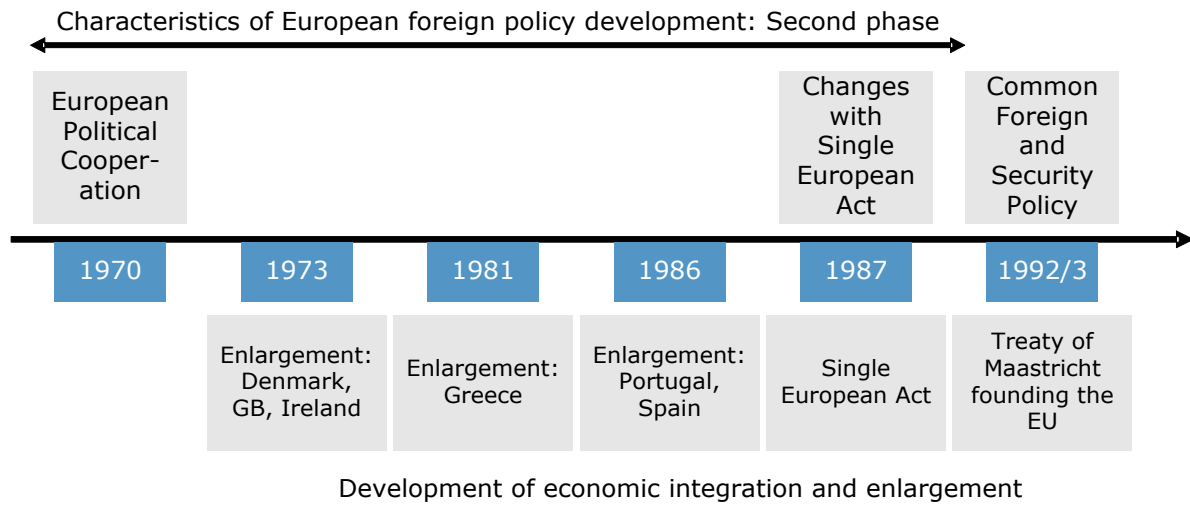 Characteristics of European foreign policy development: Second phase
European
Political
Cooper-
ation
Changes
with
Single
European
Act
Common
Foreign
and
Security
Policy
1970
1973
1981
1986
1987
1992/3
Enlargement:
Denmark,
GB, Ireland
Enlargement:
Greece
Enlargement:
Portugal,
Spain
Single
European Act
Treaty of
Maastricht
founding the
EU
Development of economic integration and enlargement